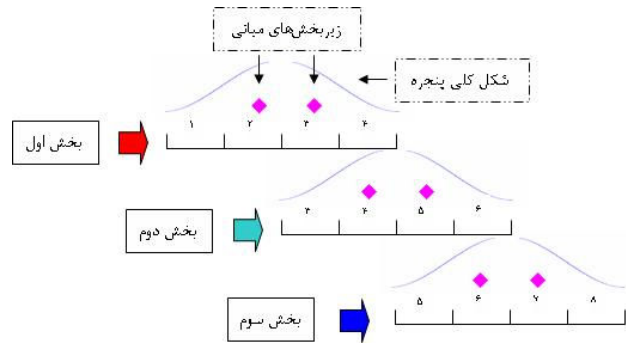 زیربخش‌های میانی
شکل کلی پنجره
۱ ۲ ۳ ۴
بخش اول
۳ ۴ ۵ ۶
بخش دوم
۵ ۶ ۷ ۸
بخش سوم